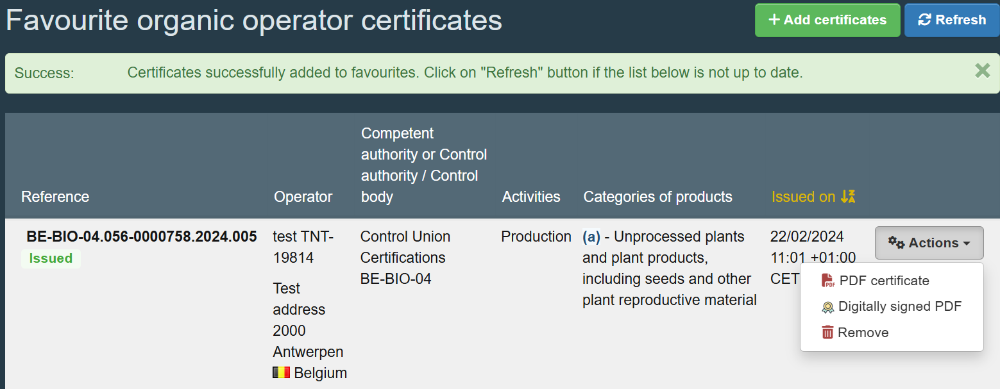 Favourite organic operator certificates
Add certificates
Refresh
Success: Certificates successfully added to favourites. Click on "Refresh" button if the list below is not up to date.
Reference
Operator
Competent
authority or Control
authority / Control
body
Activities
Categories of products
Issued on
BE-BIO-04.056-0000758.2024.005
Issued
test TNT-
19814
Test
address
2000
Antwerpen
Belgium
Control Union
Certifications
BE-BIO-04
Production
(a) - Unprocessed plants
and plant products,
including seeds and other
plant reproductive material
22/02/2024
11:01 +01:00
CET
Actions
PDF certificate
Digitally signed PDF
Remove